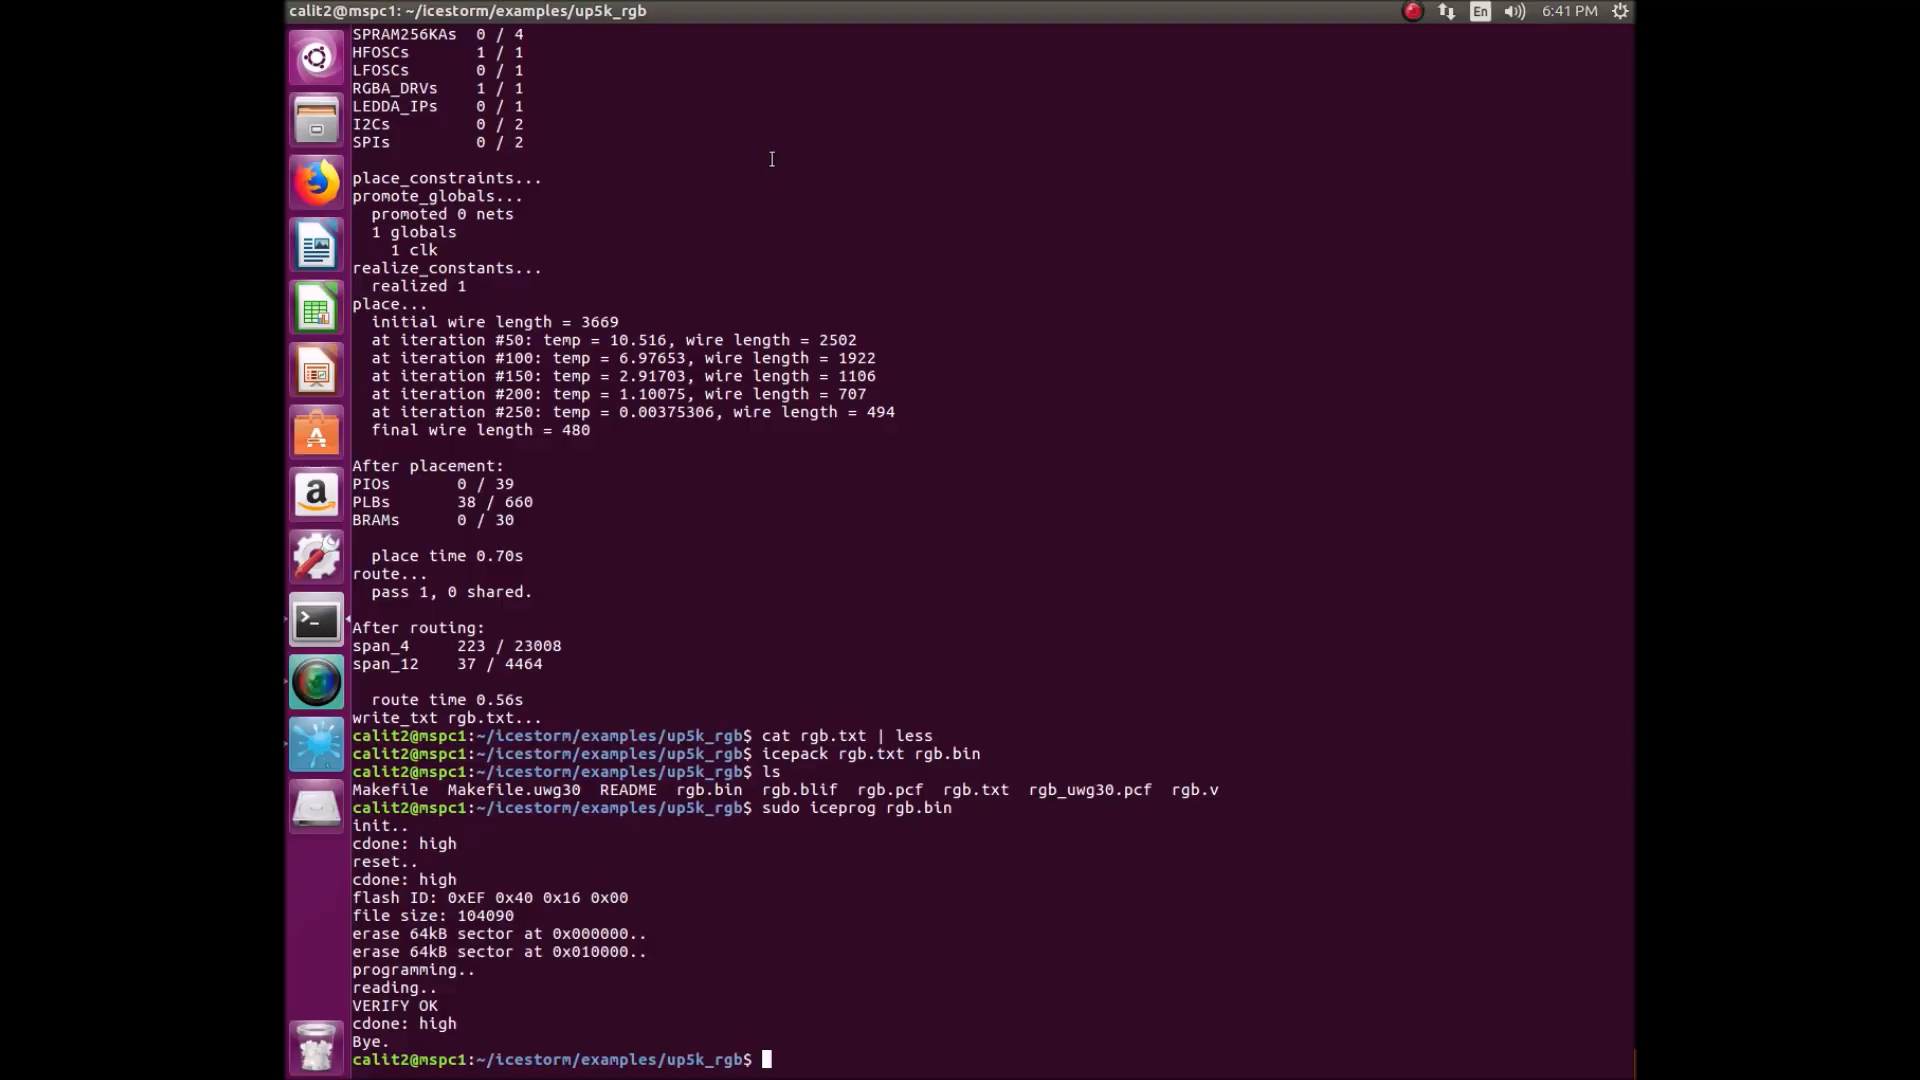 calit2@mspc1: ~/icestorm/examples/up5k_rgb
En
6:41 PM
SPRAM256KAs  0 / 4
HFOSCs       1 / 1
LFOSCs       0 / 1
RGBA_DRVs    1 / 1
LEDDA_IPs    0 / 1
I2Cs         0 / 2
SPIs         0 / 2
place_constraints...
promote_globals...
  promoted 0 nets
  1 globals
    1 clk
realize_constants...
  realized 1
place...
  initial wire length = 3669
  at iteration #50: temp = 10.516, wire length = 2502
  at iteration #100: temp = 6.97653, wire length = 1922
  at iteration #150: temp = 2.91703, wire length = 1106
  at iteration #200: temp = 1.10075, wire length = 707
  at iteration #250: temp = 0.00375306, wire length = 494
  final wire length = 480
After placement:
PIOs       0 / 39
PLBs       38 / 660
BRAMs      0 / 30
  place time 0.70s
route...
  pass 1, 0 shared.
After routing:
span_4     223 / 23008
span_12    37 / 4464
  route time 0.56s
write_txt rgb.txt...
calit2@mspc1:~/icestorm/examples/up5k_rgb$ cat rgb.txt | less
calit2@mspc1:~/icestorm/examples/up5k_rgb$ icepack rgb.txt rgb.bin
calit2@mspc1:~/icestorm/examples/up5k_rgb$ ls
Makefile  Makefile.uwg30  README  rgb.bin  rgb.blif  rgb.pcf  rgb.txt  rgb_uwg30.pcf  rgb.v
calit2@mspc1:~/icestorm/examples/up5k_rgb$ sudo iceprog rgb.bin
init..
cdone: high
reset..
cdone: high
flash ID: 0xEF 0x40 0x16 0x00
file size: 104090
erase 64kB sector at 0x000000..
erase 64kB sector at 0x010000..
programming..
reading..
VERIFY OK
cdone: high
Bye.
calit2@mspc1:~/icestorm/examples/up5k_rgb$